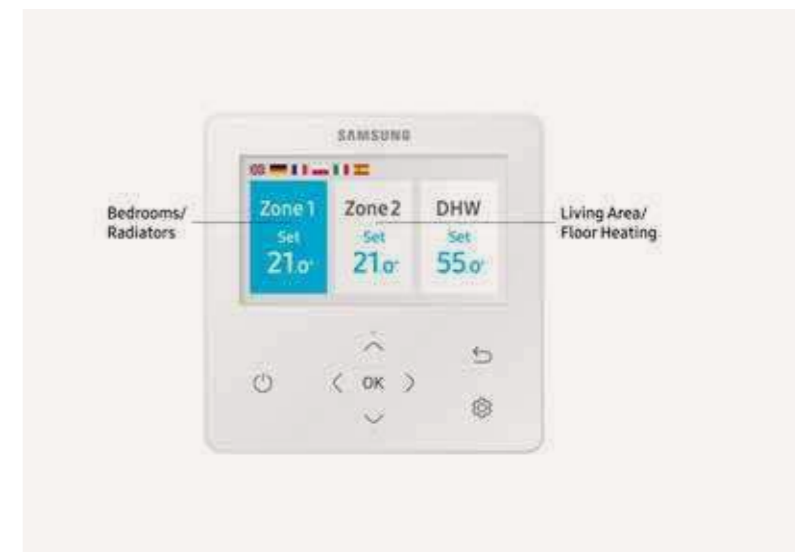 SAMSUNG
Zone 1 Zone 2 DHW
Set Set Set
21.0° 21.0° 55.0°
Bedrooms/
Radiators
Living Area/
Floor Heating
OK